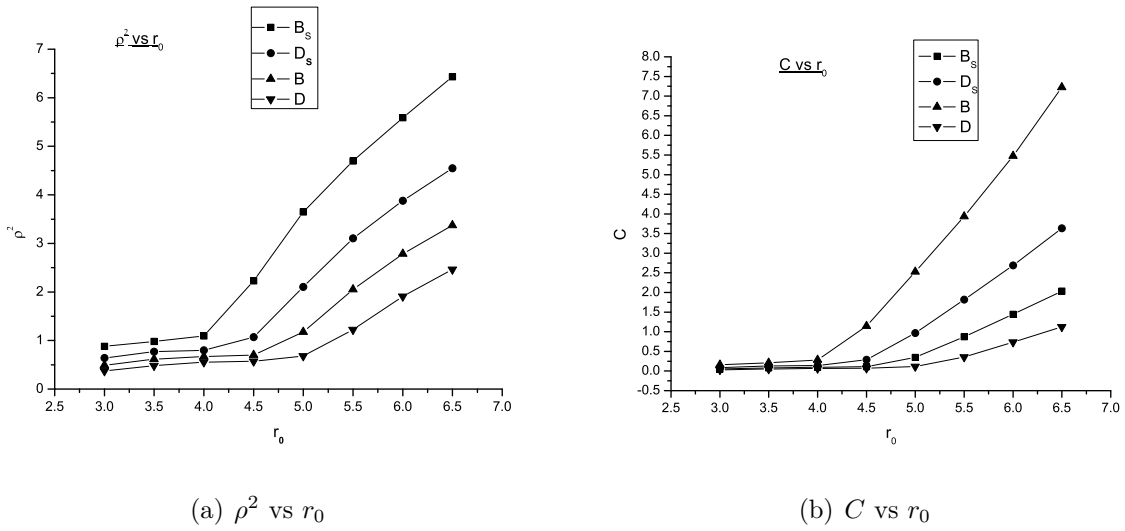 ρ² vs r₀
B_S
D_s
B
D
7
6
5
4
3
2
1
0
ρ²
2.5 3.0 3.5 4.0 4.5 5.0 5.5 6.0 6.5 7.0
r₀
C vs r₀
B_S
D_S
B
D
8.0
7.5
7.0
6.5
6.0
5.5
5.0
4.5
4.0
3.5
3.0
2.5
2.0
1.5
1.0
0.5
0.0
-0.5
C
2.5 3.0 3.5 4.0 4.5 5.0 5.5 6.0 6.5 7.0
r₀
(a) ρ² vs r₀
(b) C vs r₀